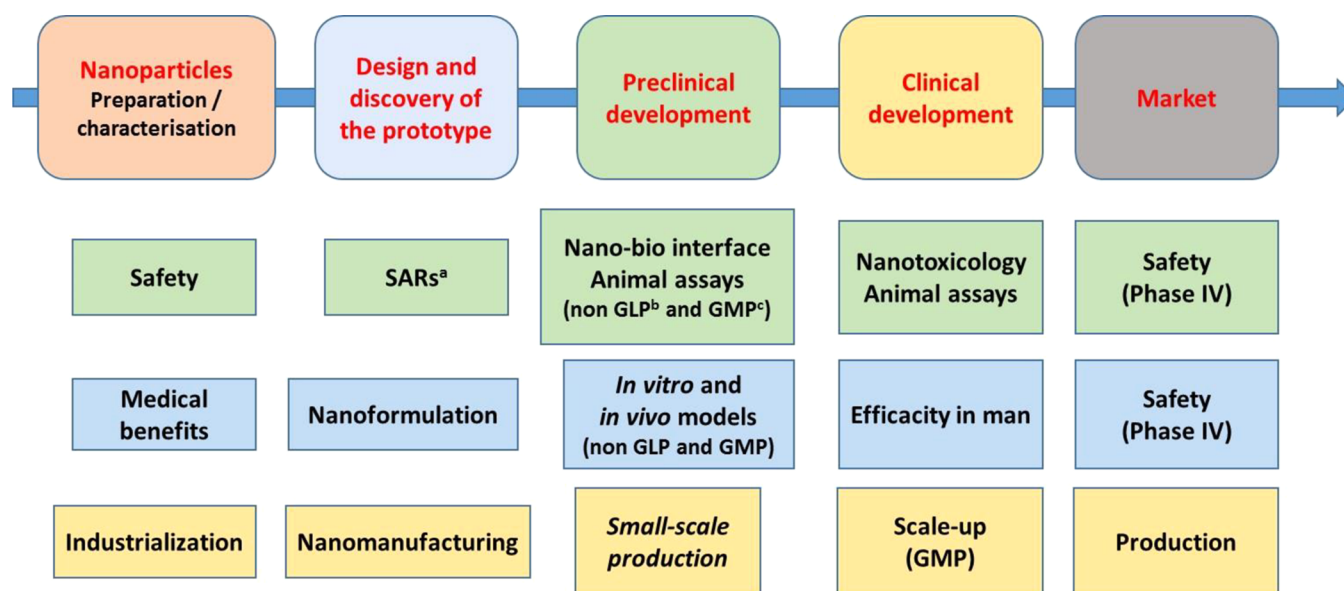 Nanoparticles
Preparation /
characterisation
Design and
discovery of
the prototype
Preclinical
development
Clinical
development
Market
Safety
SARsᵃ
Nano-bio interface
Animal assays
(non GLPᵇ and GMPᶜ)
Nanotoxicology
Animal assays
Safety
(Phase IV)
Medical
benefits
Nanoformulation
In vitro and
in vivo models
(non GLP and GMP)
Efficacity in man
Safety
(Phase IV)
Industrialization
Nanomanufacturing
Small-scale
production
Scale-up
(GMP)
Production